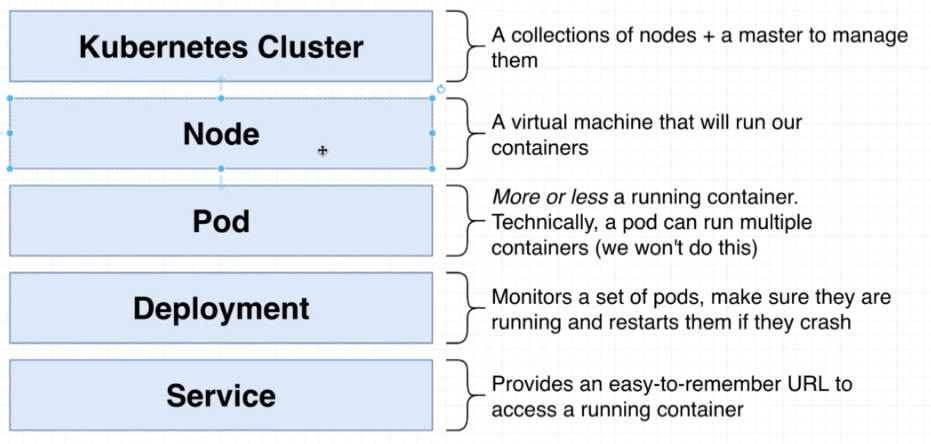 Kubernetes Cluster
A collections of nodes + a master to manage
them
Node
A virtual machine that will run our
containers
Pod
More or less a running container.
Technically, a pod can run multiple
containers (we won't do this)
Deployment
Monitors a set of pods, make sure they are
running and restarts them if they crash
Service
Provides an easy-to-remember URL to
access a running container